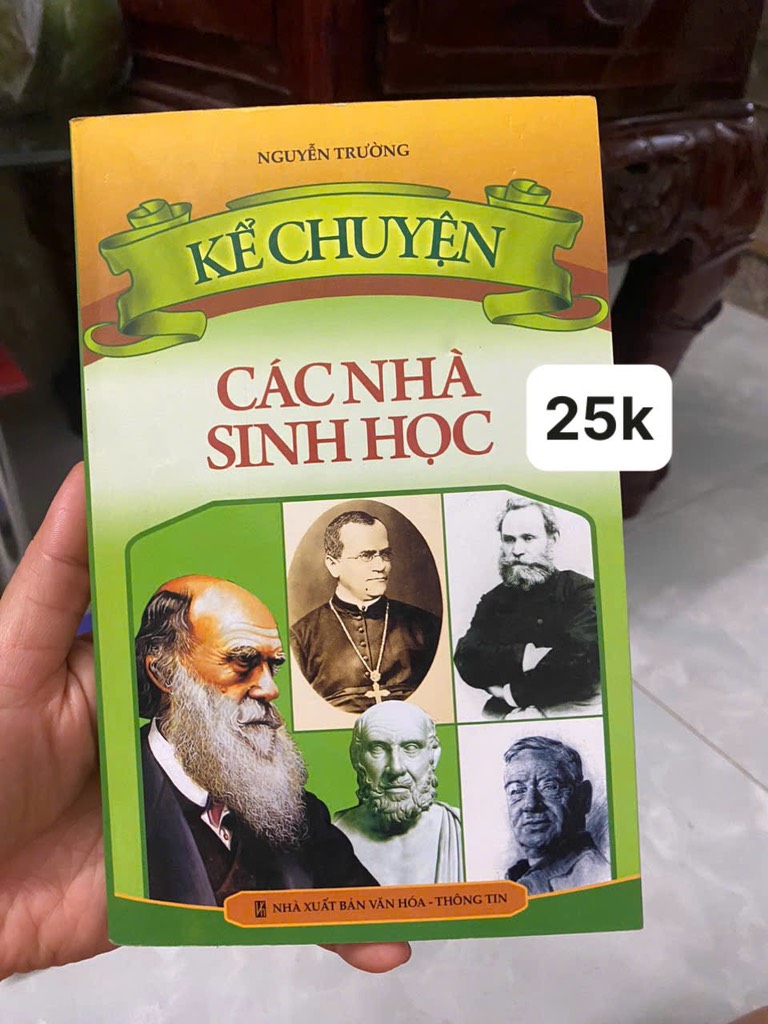 NGUYỄN TRƯỜNG
KỂ CHUYỆN
CÁC NHÀ
SINH HỌC
25k
NHÀ XUẤT BẢN VĂN HÓA - THÔNG TIN